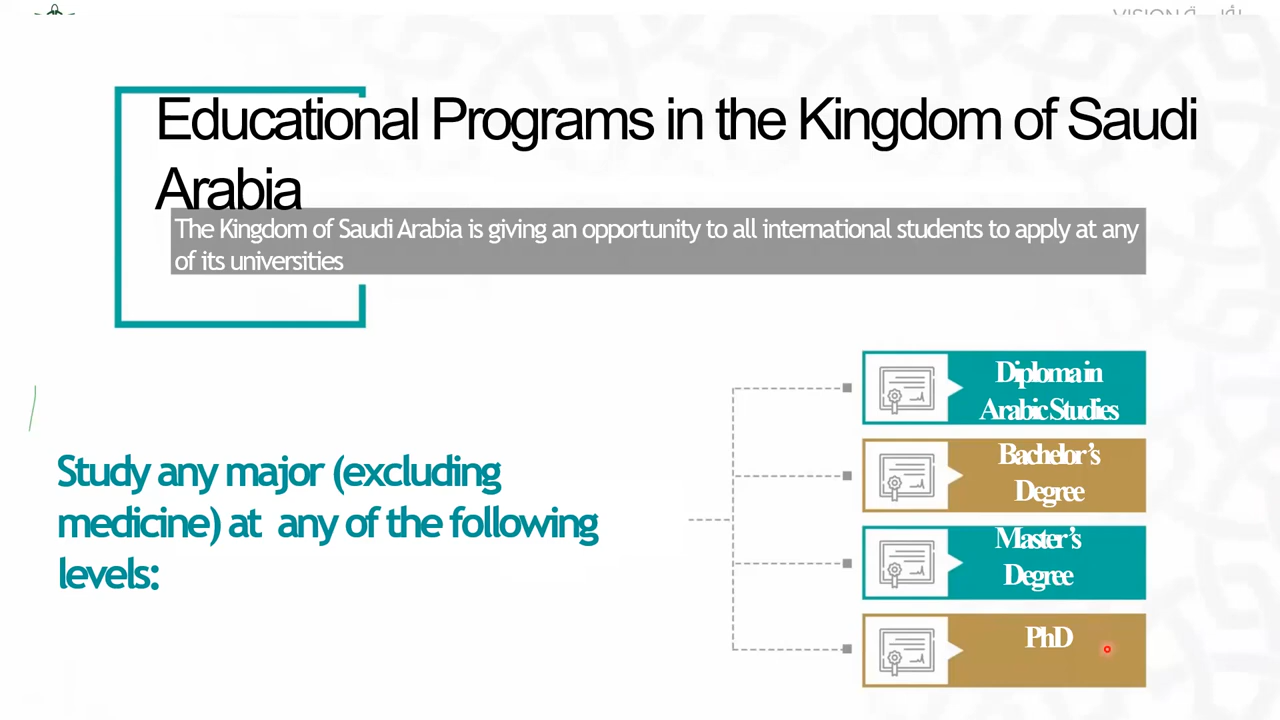 Educational Programs in the Kingdom of Saudi
Arabia
The Kingdom of Saudi Arabia is giving an opportunity to all international students to apply at any
of its universities
Study any major (excluding
medicine) at any of the following
levels:
Diploma in
Arabic Studies
Bachelor's
Degree
Master's
Degree
PhD